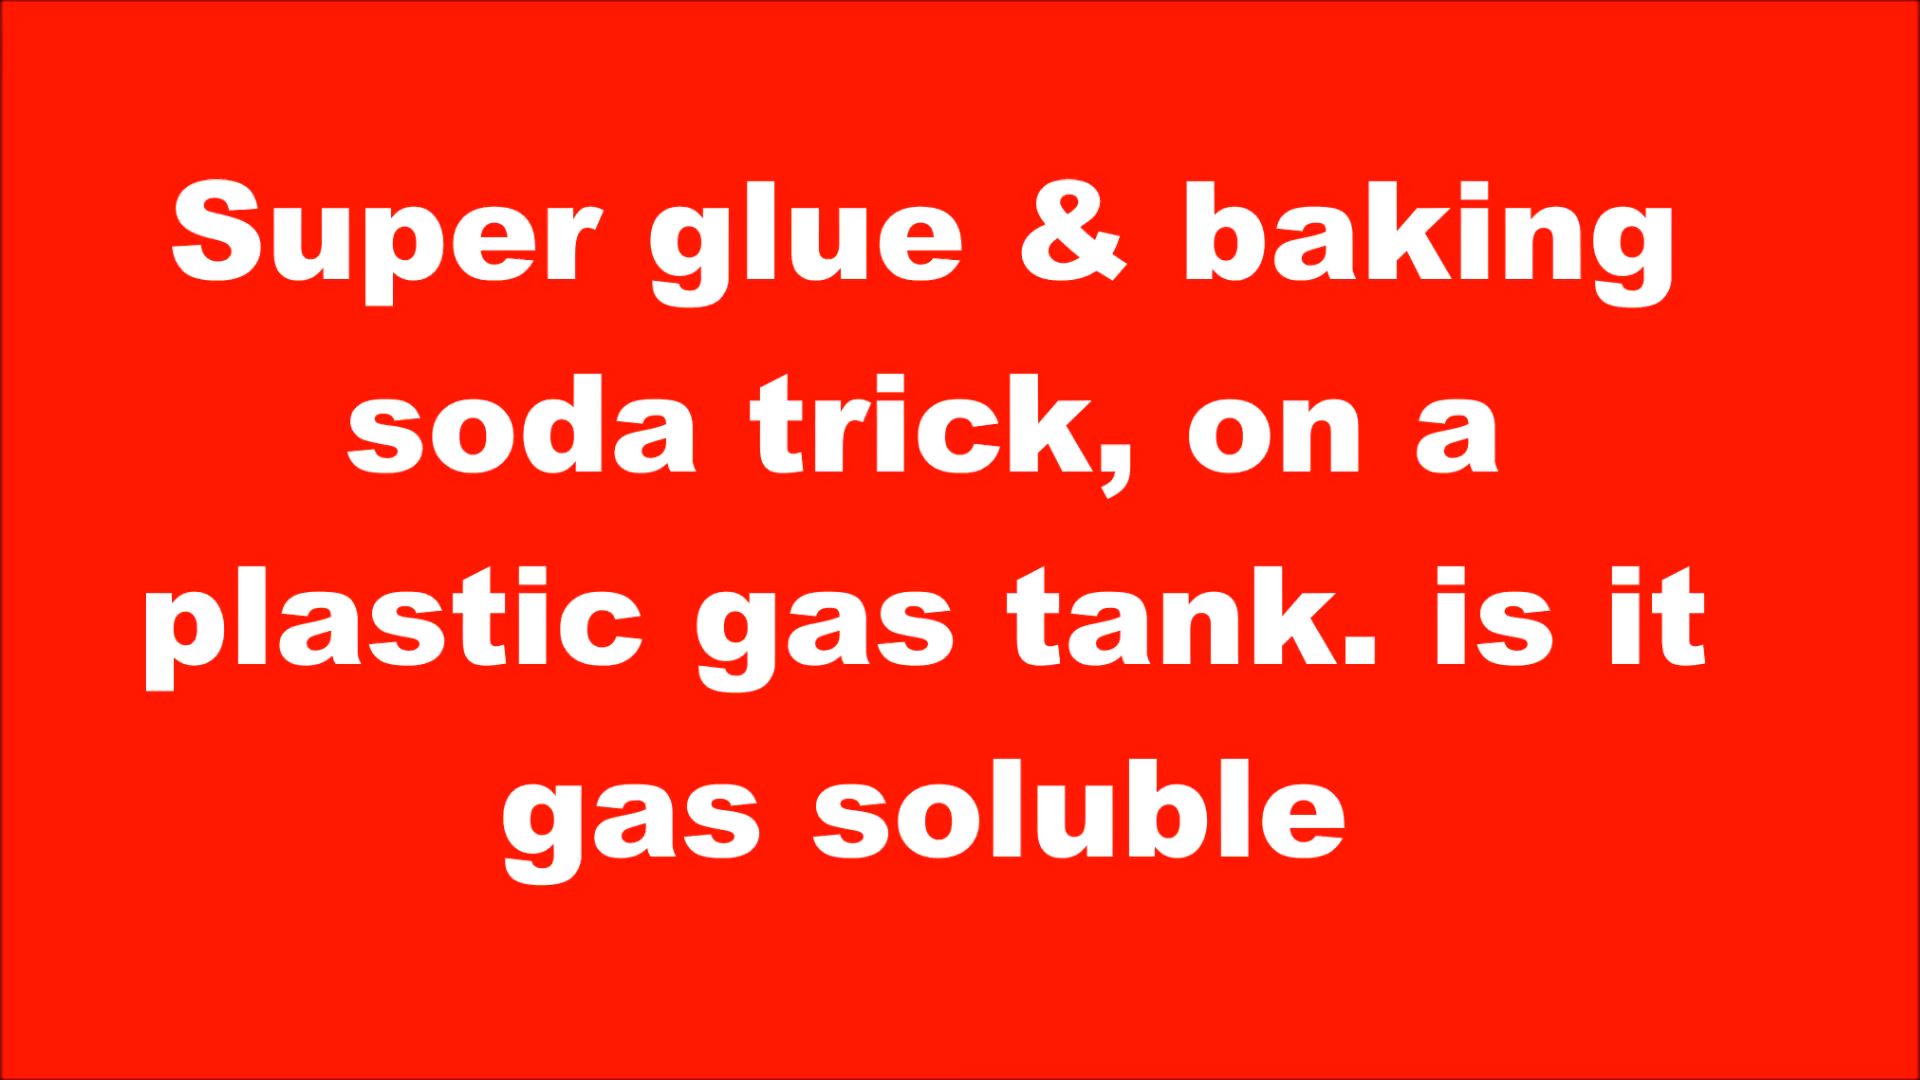 Super glue & baking
soda trick, on a
plastic gas tank. is it
gas soluble